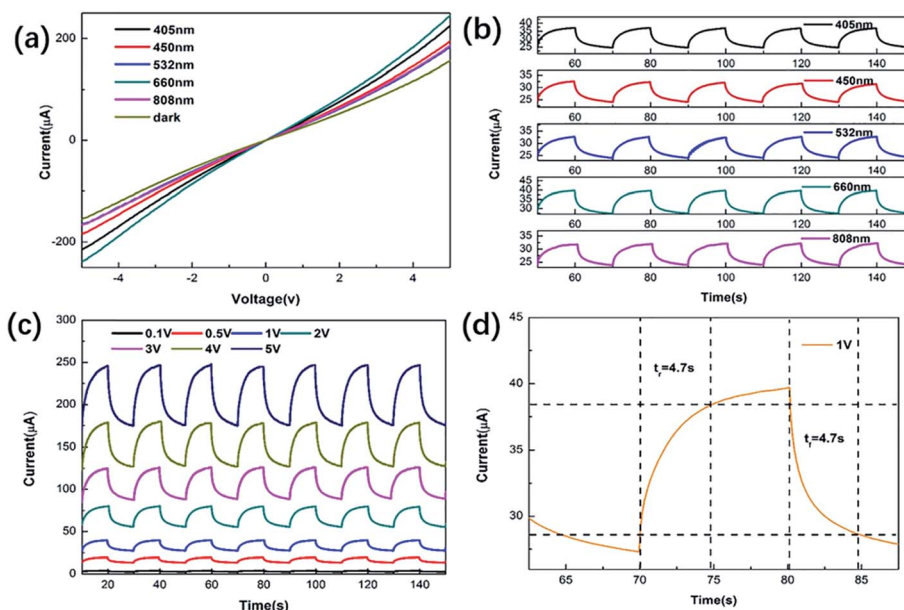 (a)
405nm
450nm
532nm
660nm
808nm
dark
Current(μA)
200
0
-200
-4 -2 0 2 4
Voltage(v)
(b)
405nm
40
35
30
25
60 80 100 120 140
450nm
30
25
60 80 100 120 140
532nm
35
30
25
60 80 100 120 140
660nm
45
40
35
30
60 80 100 120 140
808nm
35
30
25
60 80 100 120 140
Current(μA)
Time(s)
(c)
0.1V 0.5V 1V 2V
3V 4V 5V
300
250
200
150
100
50
0
Current(μA)
20 40 60 80 100 120 140
Time(s)
(d)
1V
45
40
35
30
Current(μA)
tr=4.7s
tf=4.7s
65 70 75 80 85
Time(s)